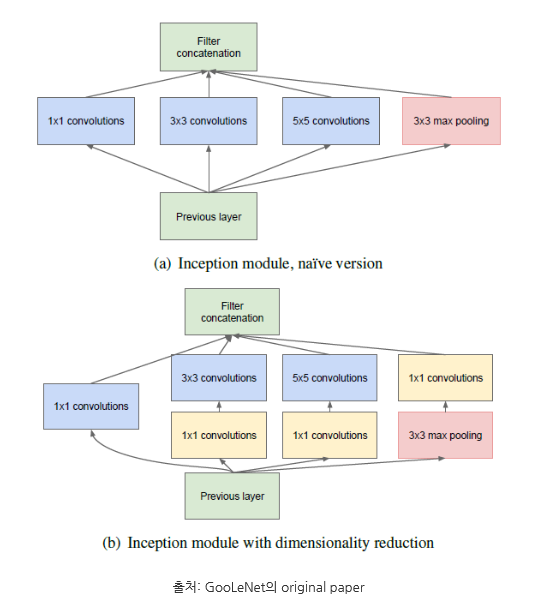 Filter
concatenation
1x1 convolutions
3x3 convolutions
5x5 convolutions
3x3 max pooling
Previous layer
(a) Inception module, naïve version
Filter
concatenation
3x3 convolutions
5x5 convolutions
1x1 convolutions
1x1 convolutions
1x1 convolutions
1x1 convolutions
3x3 max pooling
Previous layer
(b) Inception module with dimensionality reduction
출처: GooLeNet의 original paper